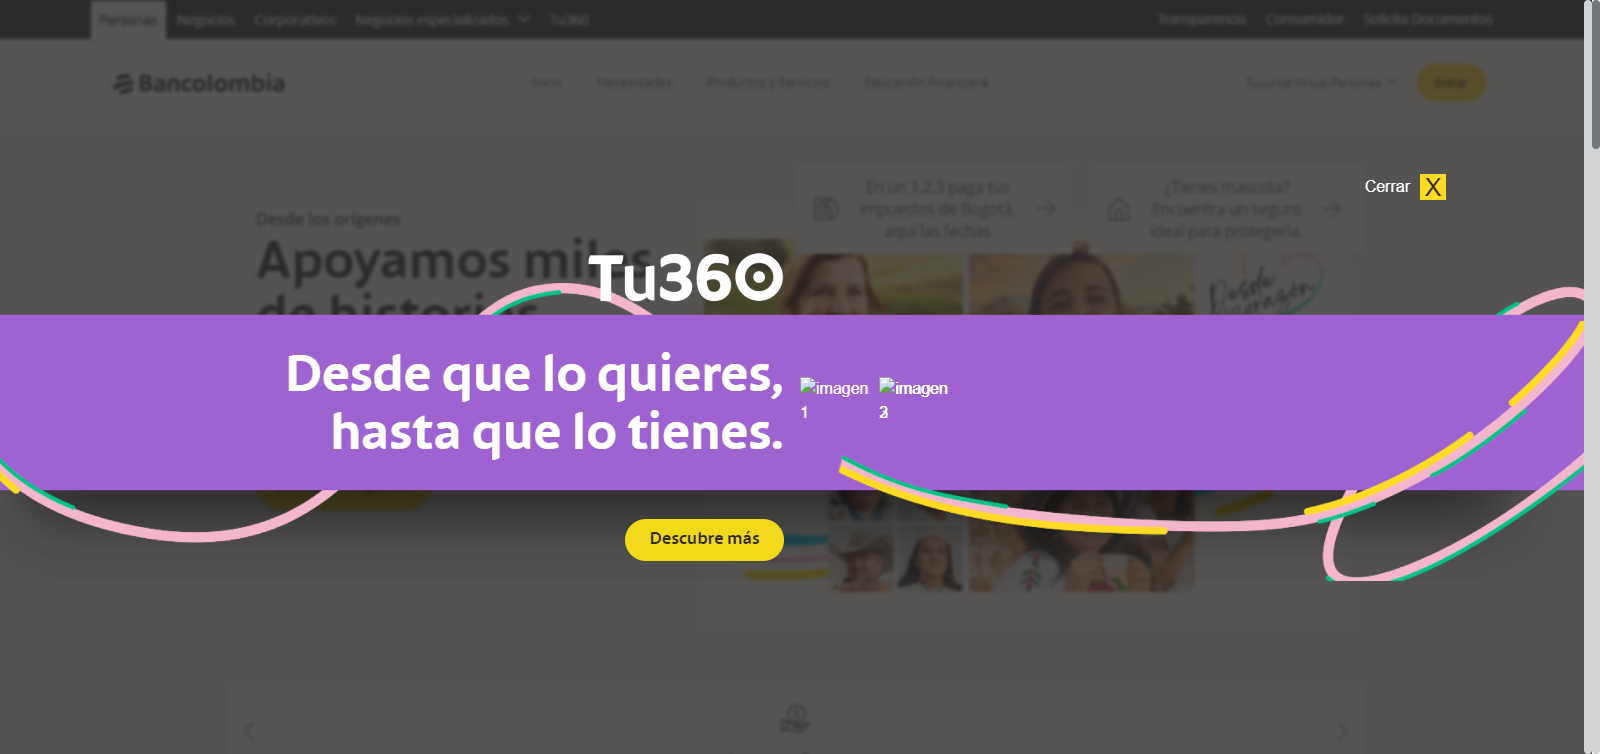 Personas Negocios Corporativos Negocios especializados Tu360 Transparencia Consumidor Solicita Documentos
Bancolombia Inicio Necesidades Productos y Servicios Educación Financiera Sucursal Virtual Personas Entrar
Cerrar X
En un 1,2,3 paga tus
impuestos de Bogotá,
aquí las fechas
¿Tienes mascota?
Encuentra un seguro
ideal para protegerla.
Desde los orígenes
Apoyamos miles
de historias
Desde
Tu360
Desde que lo quieres,
hasta que lo tienes.
imagen
1
imagen
Descubre más